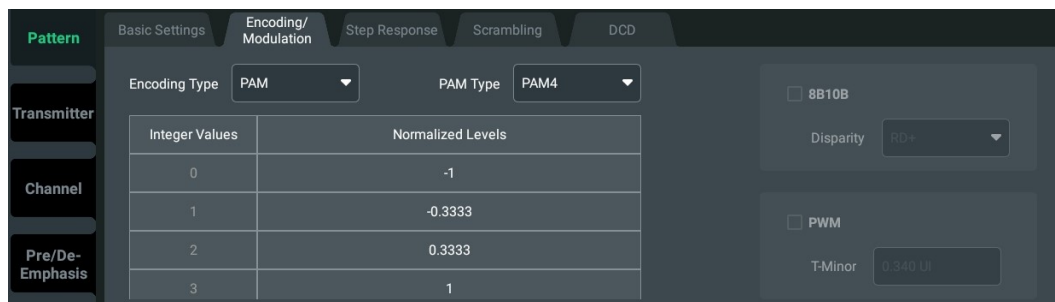 Pattern
Transmitter
Channel
Pre/De-
Emphasis
Basic Settings
Encoding/
Modulation
Step Response
Scrambling
DCD
Encoding Type PAM
PAM Type PAM4
Integer Values Normalized Levels
0 -1
1 -0.3333
2 0.3333
3 1
8B10B
Disparity RD+
PWM
T-Minor 0.340 UI